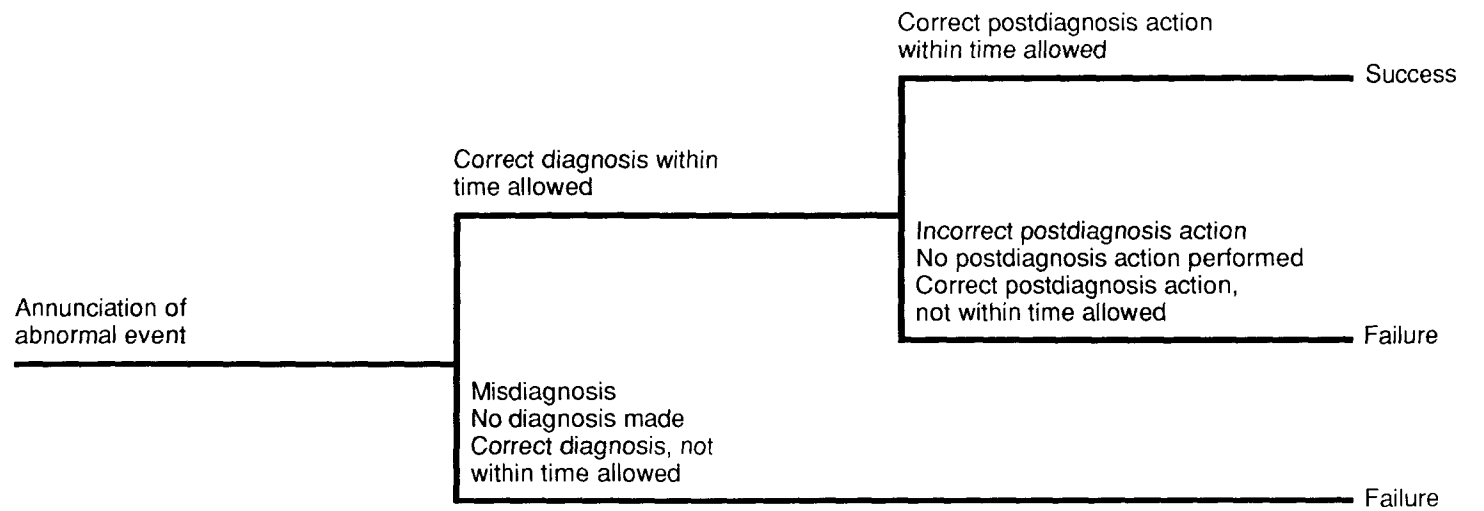 Correct postdiagnosis action
within time allowed
Success
Correct diagnosis within
time allowed
Incorrect postdiagnosis action
No postdiagnosis action performed
Correct postdiagnosis action,
not within time allowed
Failure
Annunciation of
abnormal event
Misdiagnosis
No diagnosis made
Correct diagnosis, not
within time allowed
Failure